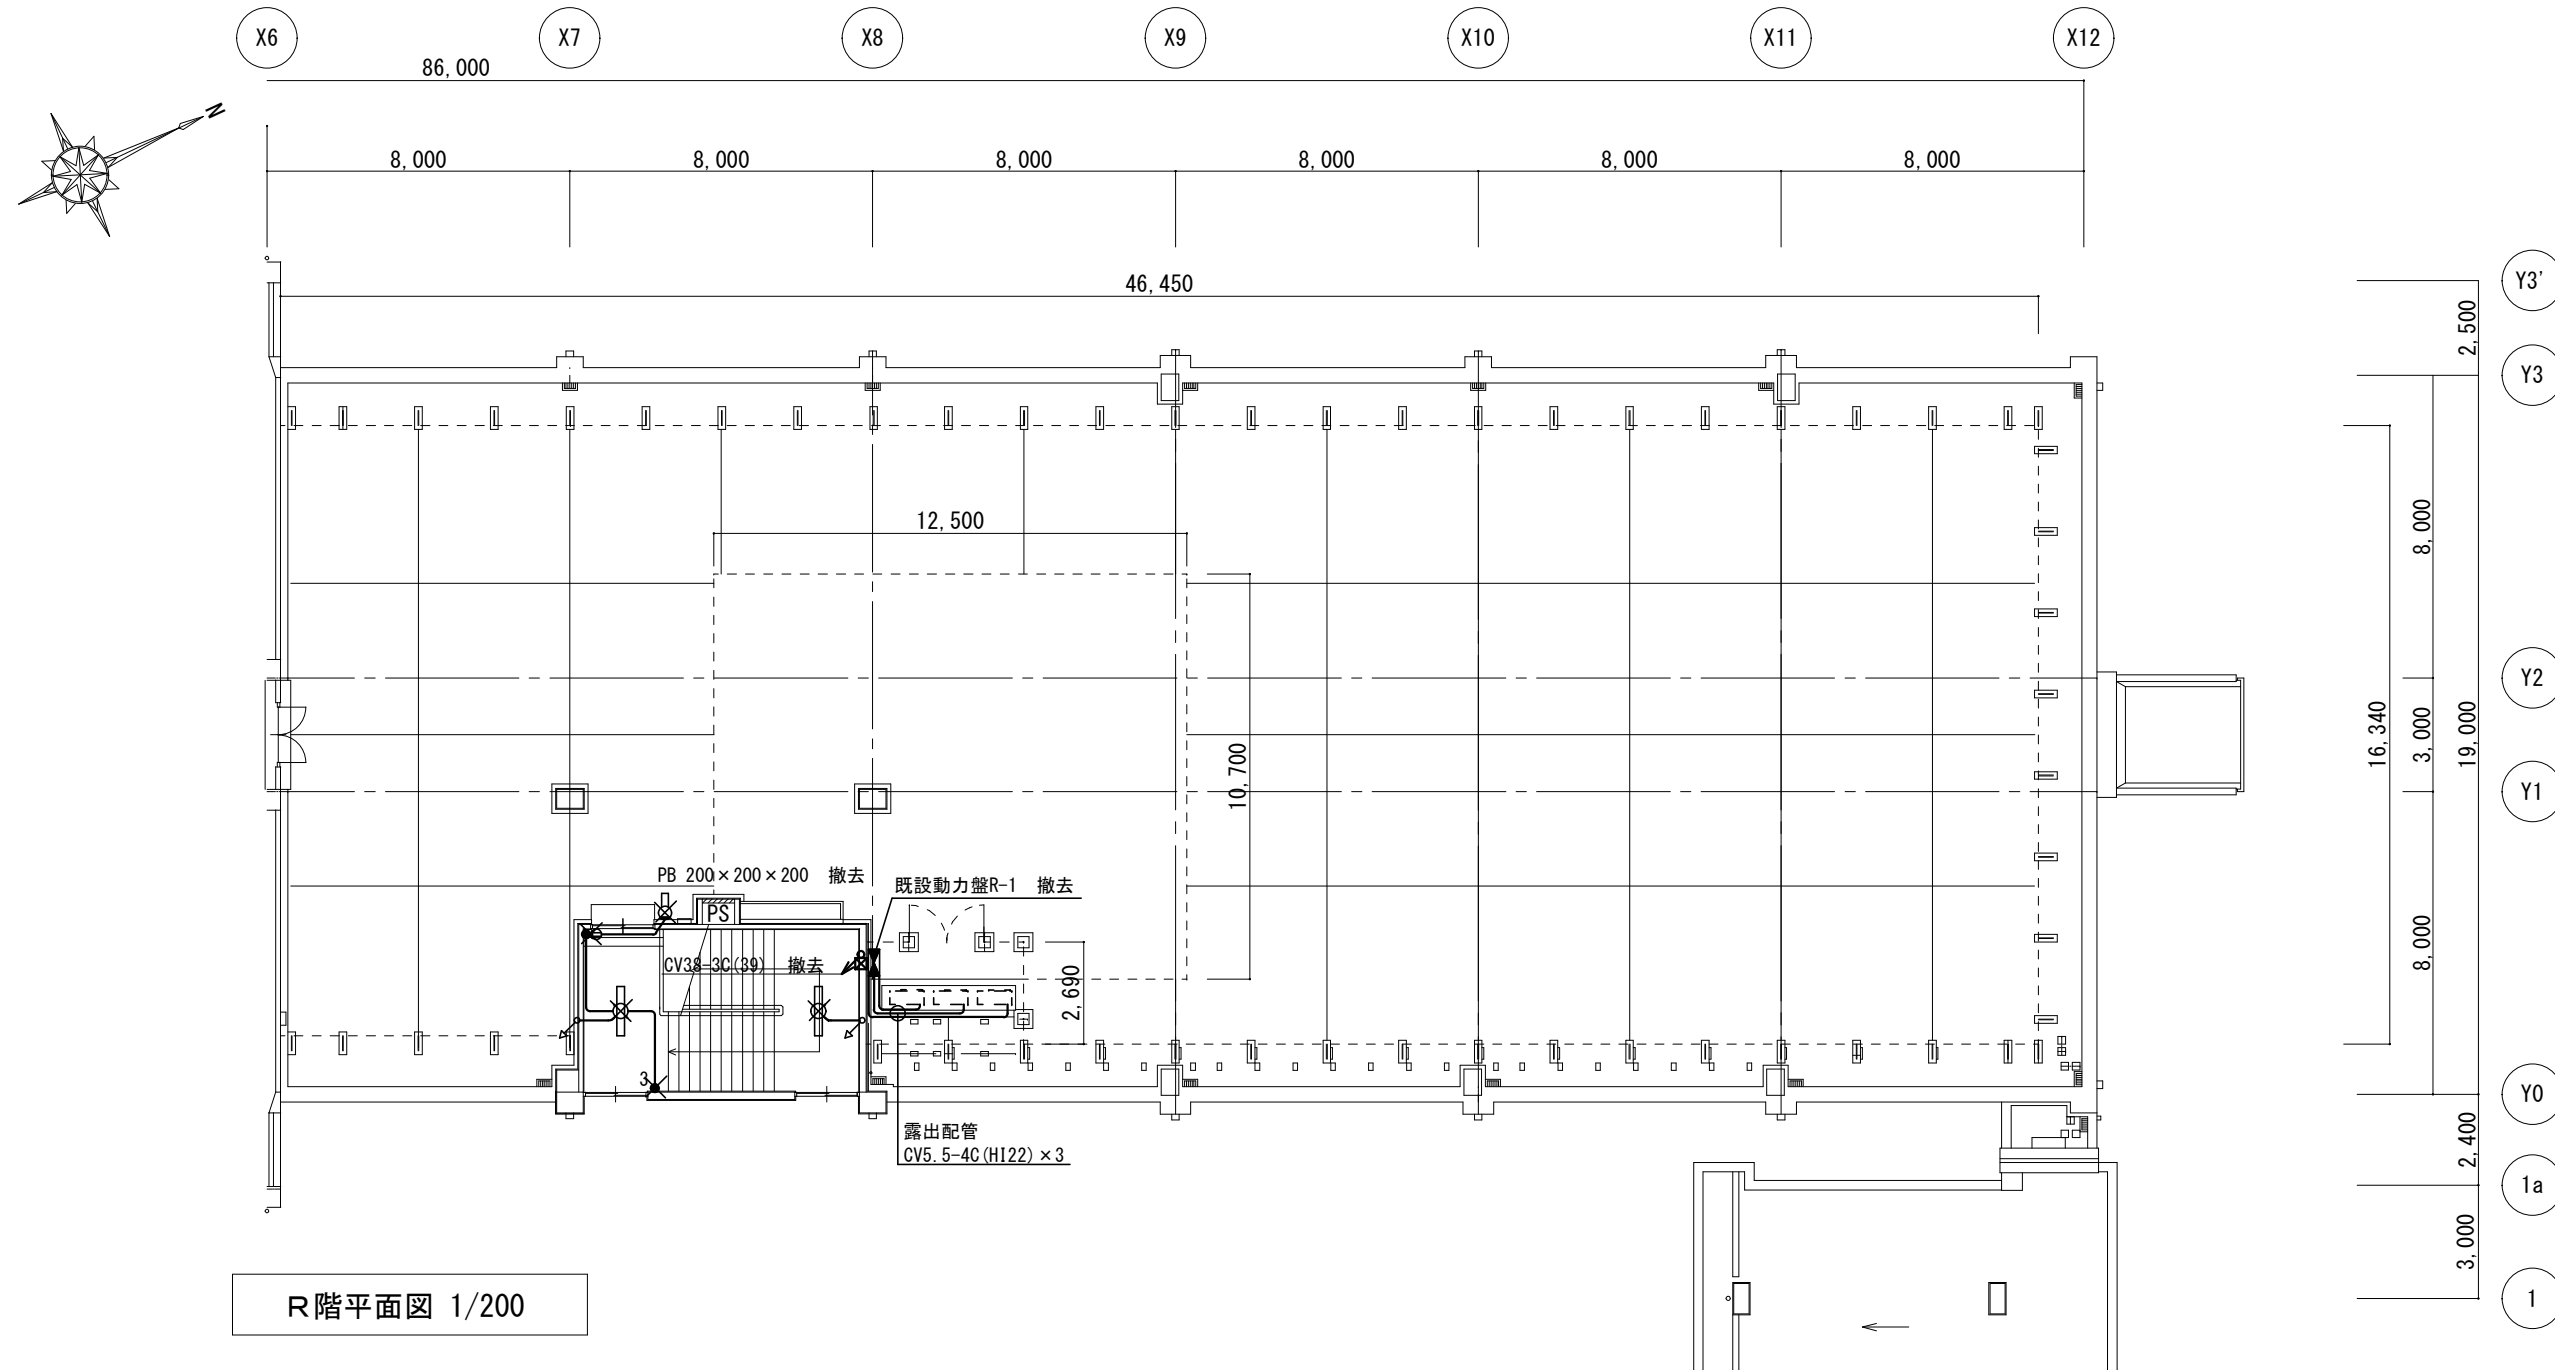 X6 X7 X8 X9 X10 X11 X12
86,000
N
8,000 8,000 8,000 8,000 8,000 8,000
46,450
Y3'
2,500
Y3
12,500
8,000
Y2
16,340
3,000
19,000
10,700
Y1
PB 200×200×200 撤去
既設動力盤R-1 撤去
PS
CV38-3C(39) 撤去
2,690
8,000
3
Y0
露出配管
CV5.5-4C(HI22)×3
2,400
1a
3,000
1
R階平面図 1/200